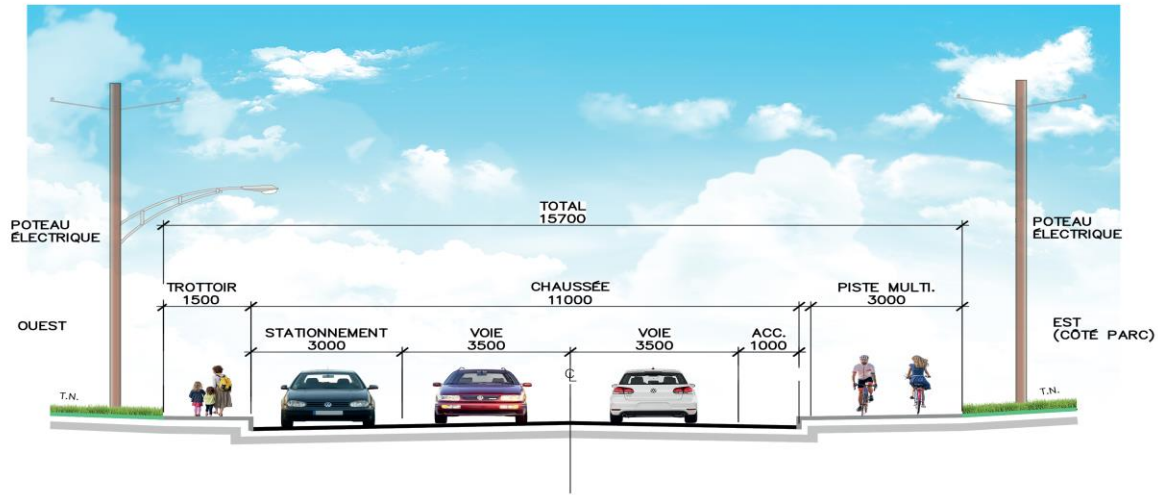 TOTAL
15700
POTEAU
ÉLECTRIQUE
POTEAU
ÉLECTRIQUE
TROTTOIR
1500
CHAUSSÉE
11000
PISTE MULTI.
3000
OUEST
EST
(CÔTÉ PARC)
STATIONNEMENT
3000
VOIE
3500
VOIE
3500
ACC.
1000
℄
T.N.
T.N.